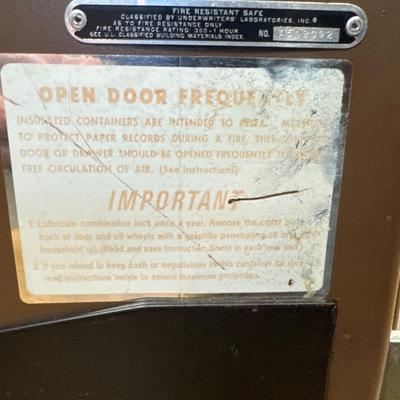 FIRE RESISTANT SAFE
CLASSIFIED BY UNDERWRITERS' LABORATORIES, INC.®
AS TO FIRE RESISTANCE ONLY
FIRE RESISTANCE RATING: 350-1 HOUR
SEE U.L. CLASSIFIED BUILDING MATERIALS INDEX. NO.
OPEN DOOR FREQUENTLY
INSULATED CONTAINERS ARE INTENDED TO
TO PROTECT PAPER RECORDS DURING A FIRE.
DOOR OR DRAWER SHOULD BE OPENED FREQUENTLY TO
FREE CIRCULATION OF AIR. (See Instructions)
IMPORTANT
1. Lubricate combination lock once a year. Remove the cover plate
back of door and oil wheels with a graphite penetrating oil or
household oil. (Read and save Instruction Sheet in each new
2. If you intend to keep cash or negotiables in this container be sure
read instructions inside to assure maximum protection.